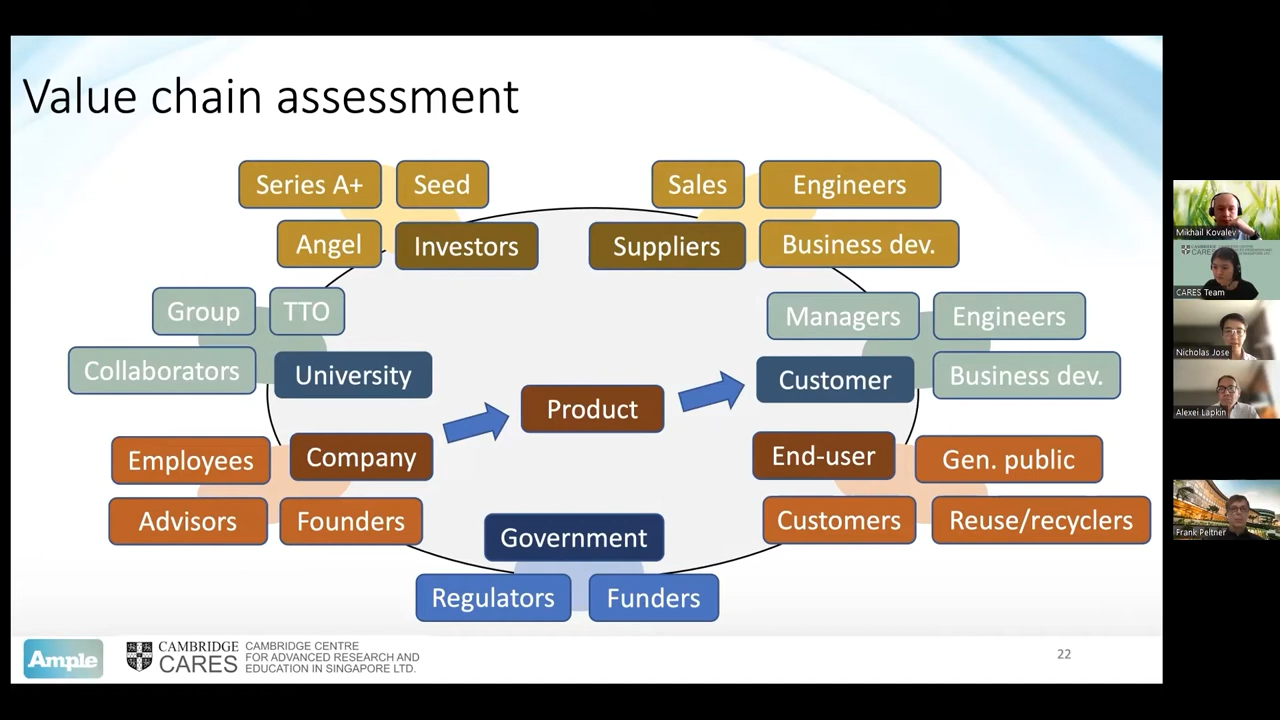 Value chain assessment
Series A+
Seed
Sales
Engineers
Angel
Investors
Suppliers
Business dev.
Group
TTO
Managers
Engineers
Collaborators
University
Customer
Business dev.
Product
Employees
Company
End-user
Gen. public
Advisors
Founders
Customers
Reuse/recyclers
Government
Regulators
Funders
Ample
CAMBRIDGE
CARES
CAMBRIDGE CENTRE
FOR ADVANCED RESEARCH AND
EDUCATION IN SINGAPORE LTD.
22
Mikhail Kovalev
CARES Team
Nicholas Jose
Alexei Lapkin
Frank Peltner